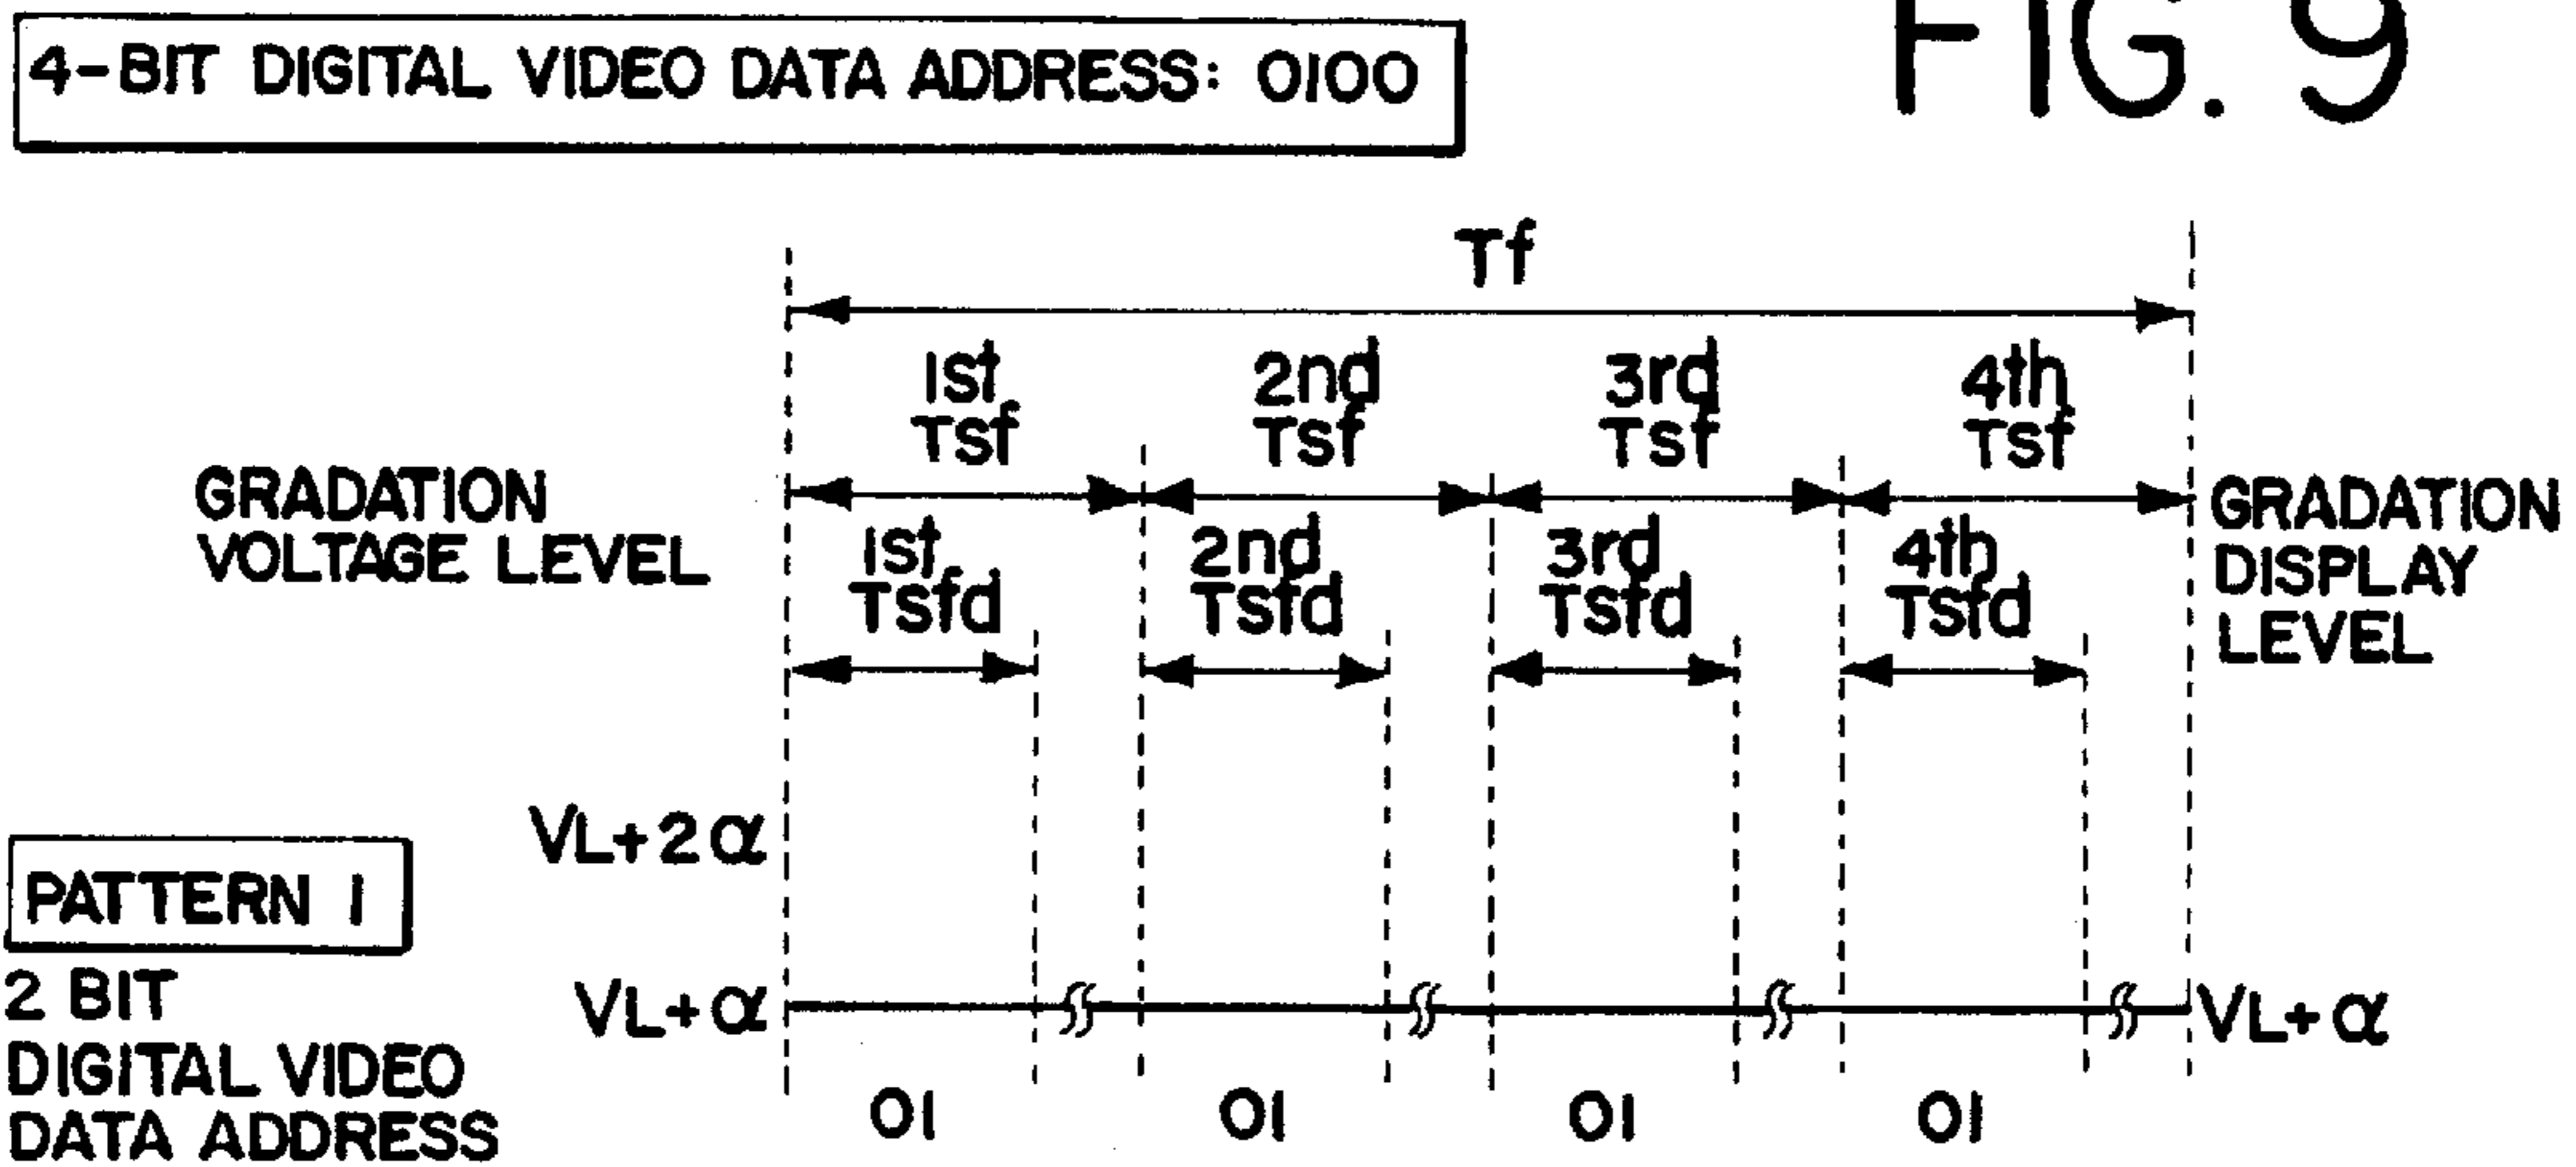 4-BIT DIGITAL VIDEO DATA ADDRESS: 0100
FIG. 9
Tf
1st Tsf
2nd Tsf
3rd Tsf
4th Tsf
GRADATION
VOLTAGE LEVEL
1st Tsfd
2nd Tsfd
3rd Tsfd
4th Tsfd
GRADATION
DISPLAY
LEVEL
VL+2α
PATTERN 1
2 BIT
DIGITAL VIDEO
DATA ADDRESS
VL+α
VL+α
01 01 01 01